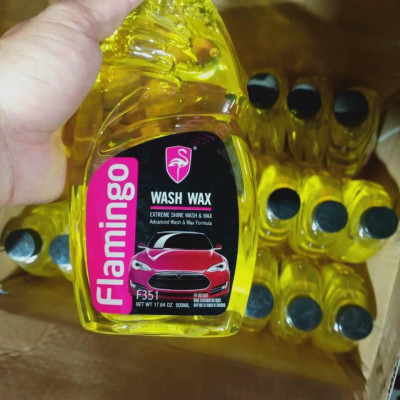 Flamingo
WASH WAX
EXTREME SHINE WASH & WAX
Advanced Wash & Wax Formula
F351
NET WT 17.64 OZ 500ML